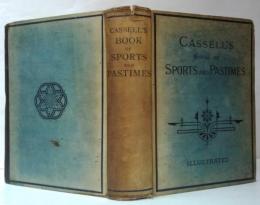 CASSELL'S
BOOK
OF
SPORTS
AND
PASTIMES
CASSELL'S
BOOK OF
SPORTS AND PASTIMES
ILLUSTRATED